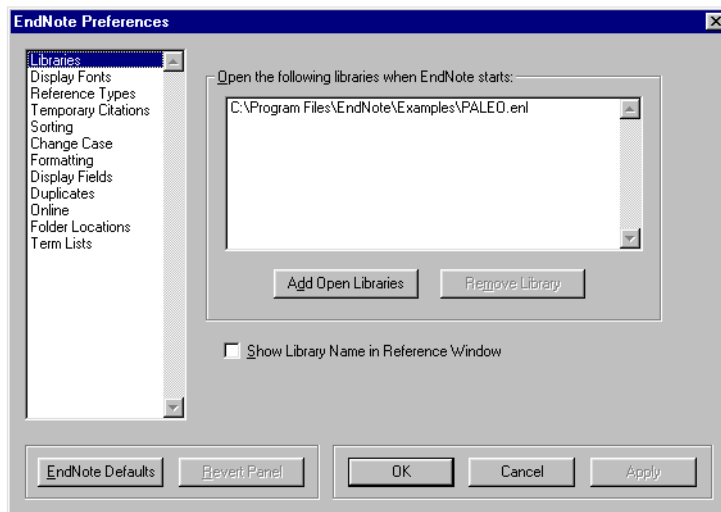 EndNote Preferences
Libraries
Display Fonts
Reference Types
Temporary Citations
Sorting
Change Case
Formatting
Display Fields
Duplicates
Online
Folder Locations
Term Lists
Open the following libraries when EndNote starts:
C:\Program Files\EndNote\Examples\PALEO.enl
Add Open Libraries
Remove Library
Show Library Name in Reference Window
EndNote Defaults
Revert Panel
OK
Cancel
Apply